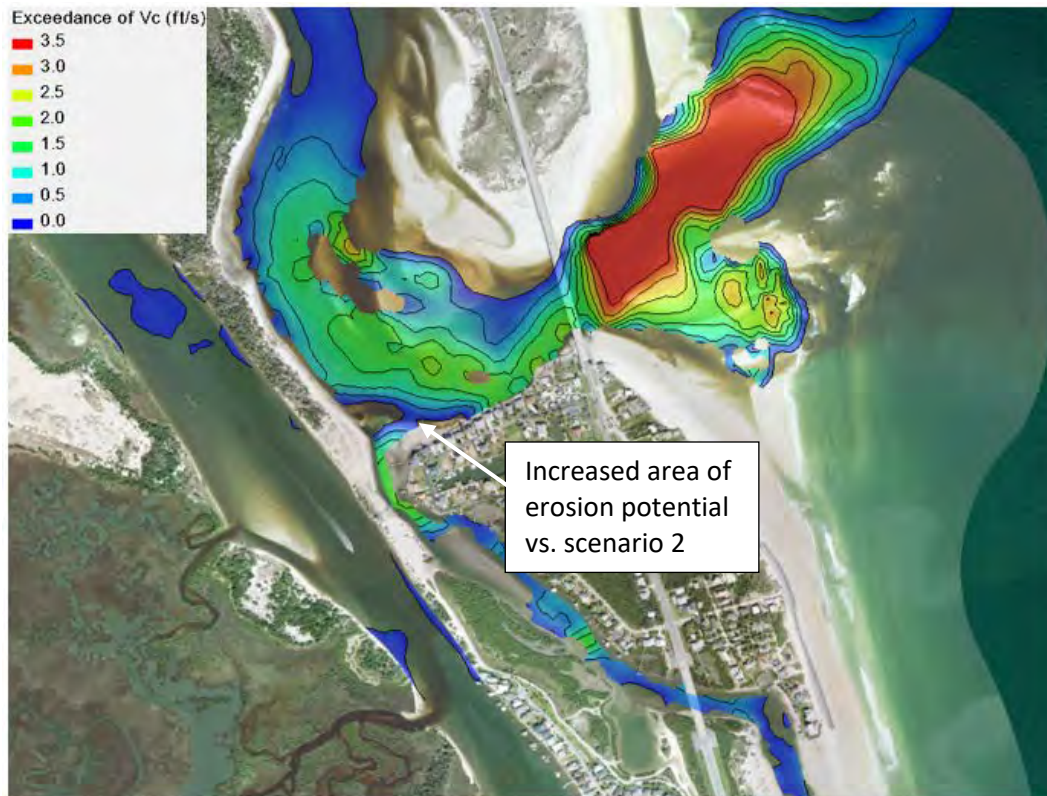 Exceedance of Vc (ft/s)
3.5
3.0
2.5
2.0
1.5
1.0
0.5
0.0
Increased area of
erosion potential
vs. scenario 2